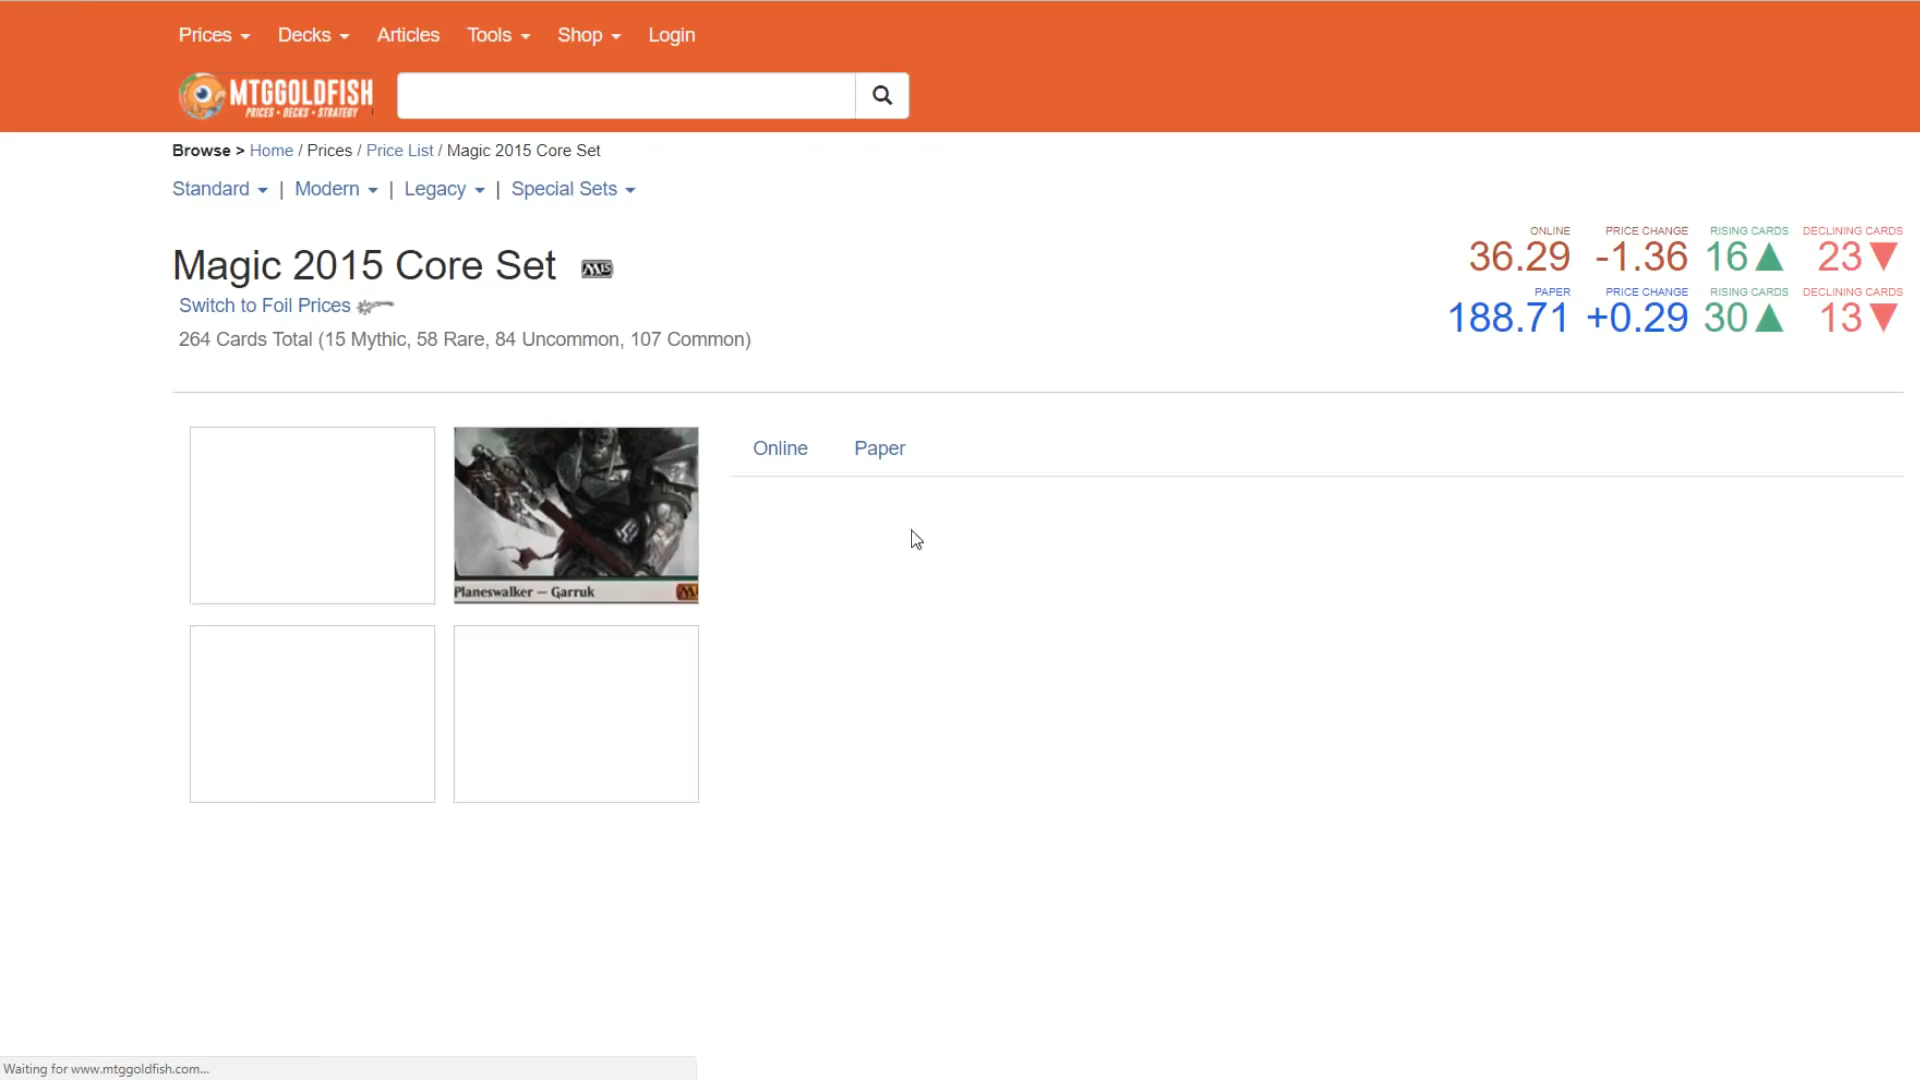 Prices Decks Articles Tools Shop Login
MTGGOLDFISH
PRICES • DECKS • STRATEGY
Browse > Home / Prices / Price List / Magic 2015 Core Set
Standard | Modern | Legacy | Special Sets
ONLINE PRICE CHANGE RISING CARDS DECLINING CARDS
36.29 -1.36 16 23
PAPER PRICE CHANGE RISING CARDS DECLINING CARDS
188.71 +0.29 30 13
Magic 2015 Core Set M15
Switch to Foil Prices
264 Cards Total (15 Mythic, 58 Rare, 84 Uncommon, 107 Common)
Online Paper
Planeswalker — Garruk
Waiting for www.mtggoldfish.com...